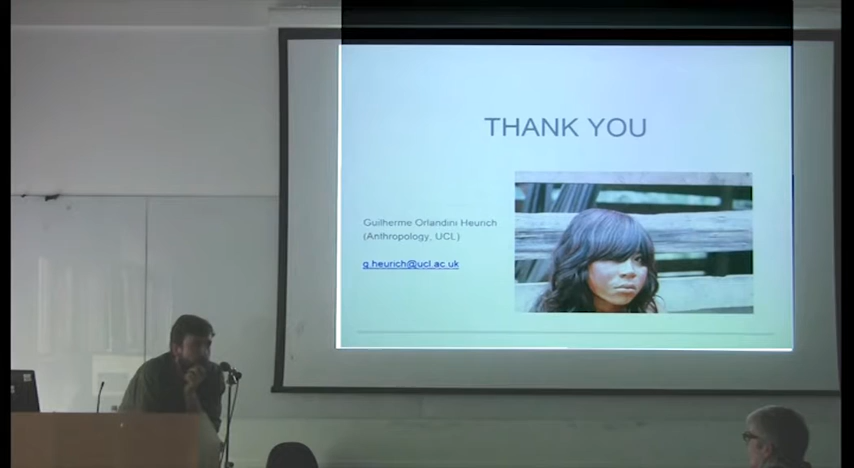 THANK YOU
Guilherme Orlandini Heurich
(Anthropology, UCL)
g.heurich@ucl.ac.uk